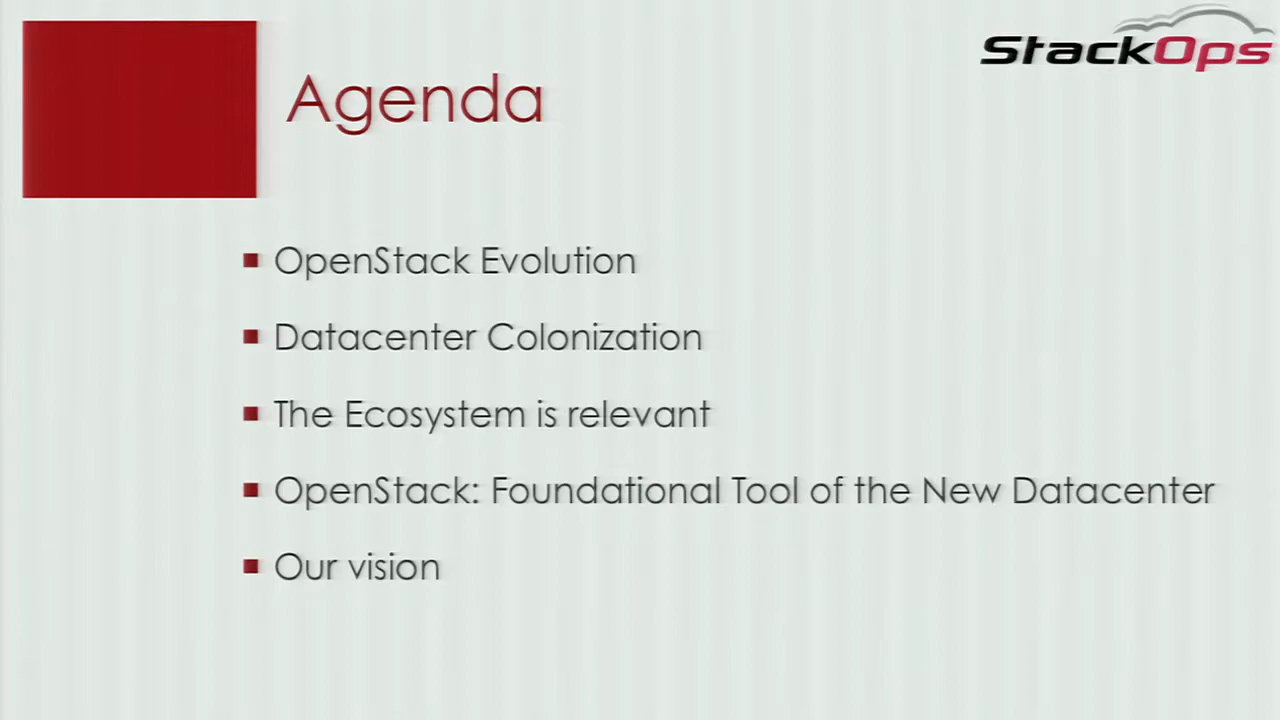 StackOps
Agenda
OpenStack Evolution
Datacenter Colonization
The Ecosystem is relevant
OpenStack: Foundational Tool of the New Datacenter
Our vision